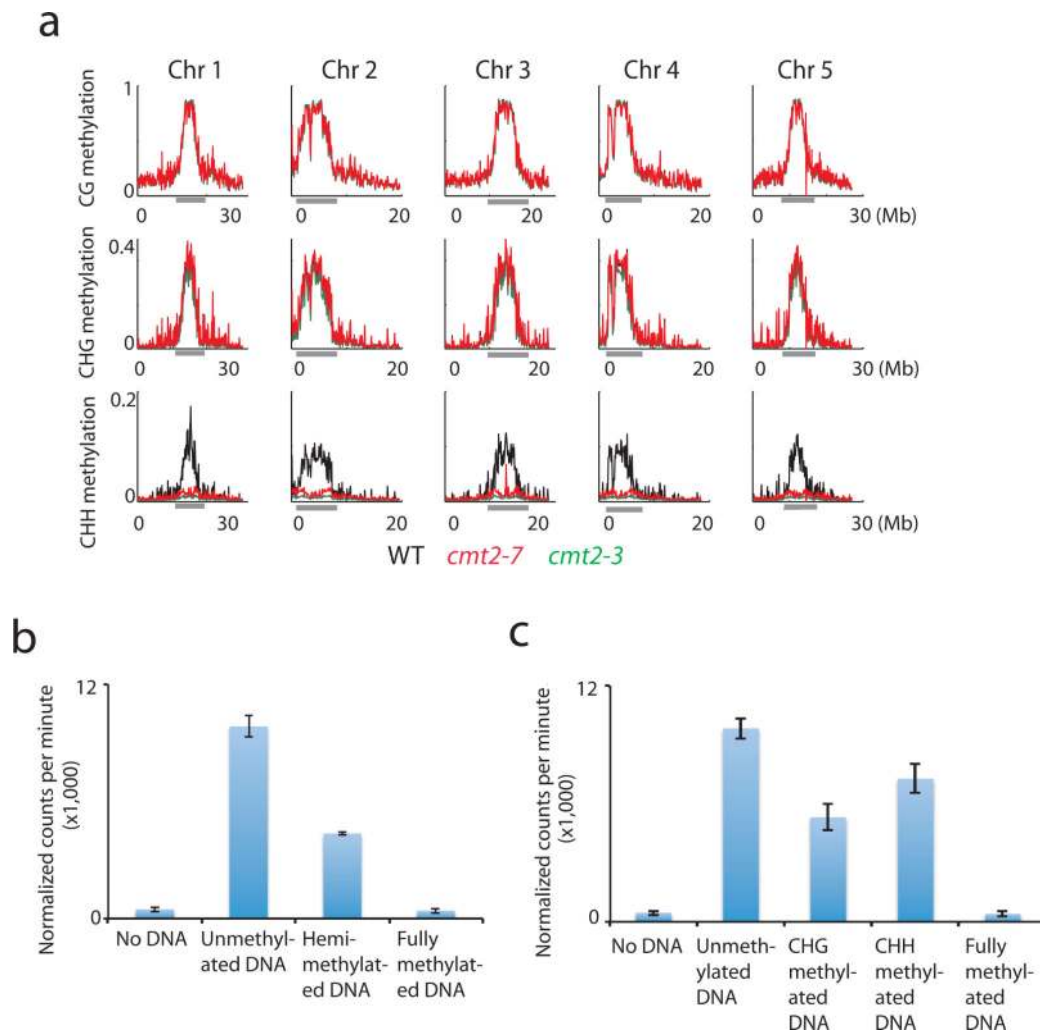 a
Chr 1 Chr 2 Chr 3 Chr 4 Chr 5
CG methylation
1
0
0 30 0 20 0 20 0 20 0 30 (Mb)
CHG methylation
0.4
0
0 30 0 20 0 20 0 20 0 30 (Mb)
CHH methylation
0.2
0
0 30 0 20 0 20 0 20 0 30 (Mb)
WT cmt2-7 cmt2-3
b
Normalized counts per minute
(x1,000)
12
0
No DNA
Unmethyl-
ated DNA
Hemi-
methylat-
ed DNA
Fully
methylat-
ed DNA
c
Normalized counts per minute
(x1,000)
12
0
No DNA
Unmeth-
ylated
DNA
CHG
methyl-
ated
DNA
CHH
methyl-
ated
DNA
Fully
methyl-
ated
DNA